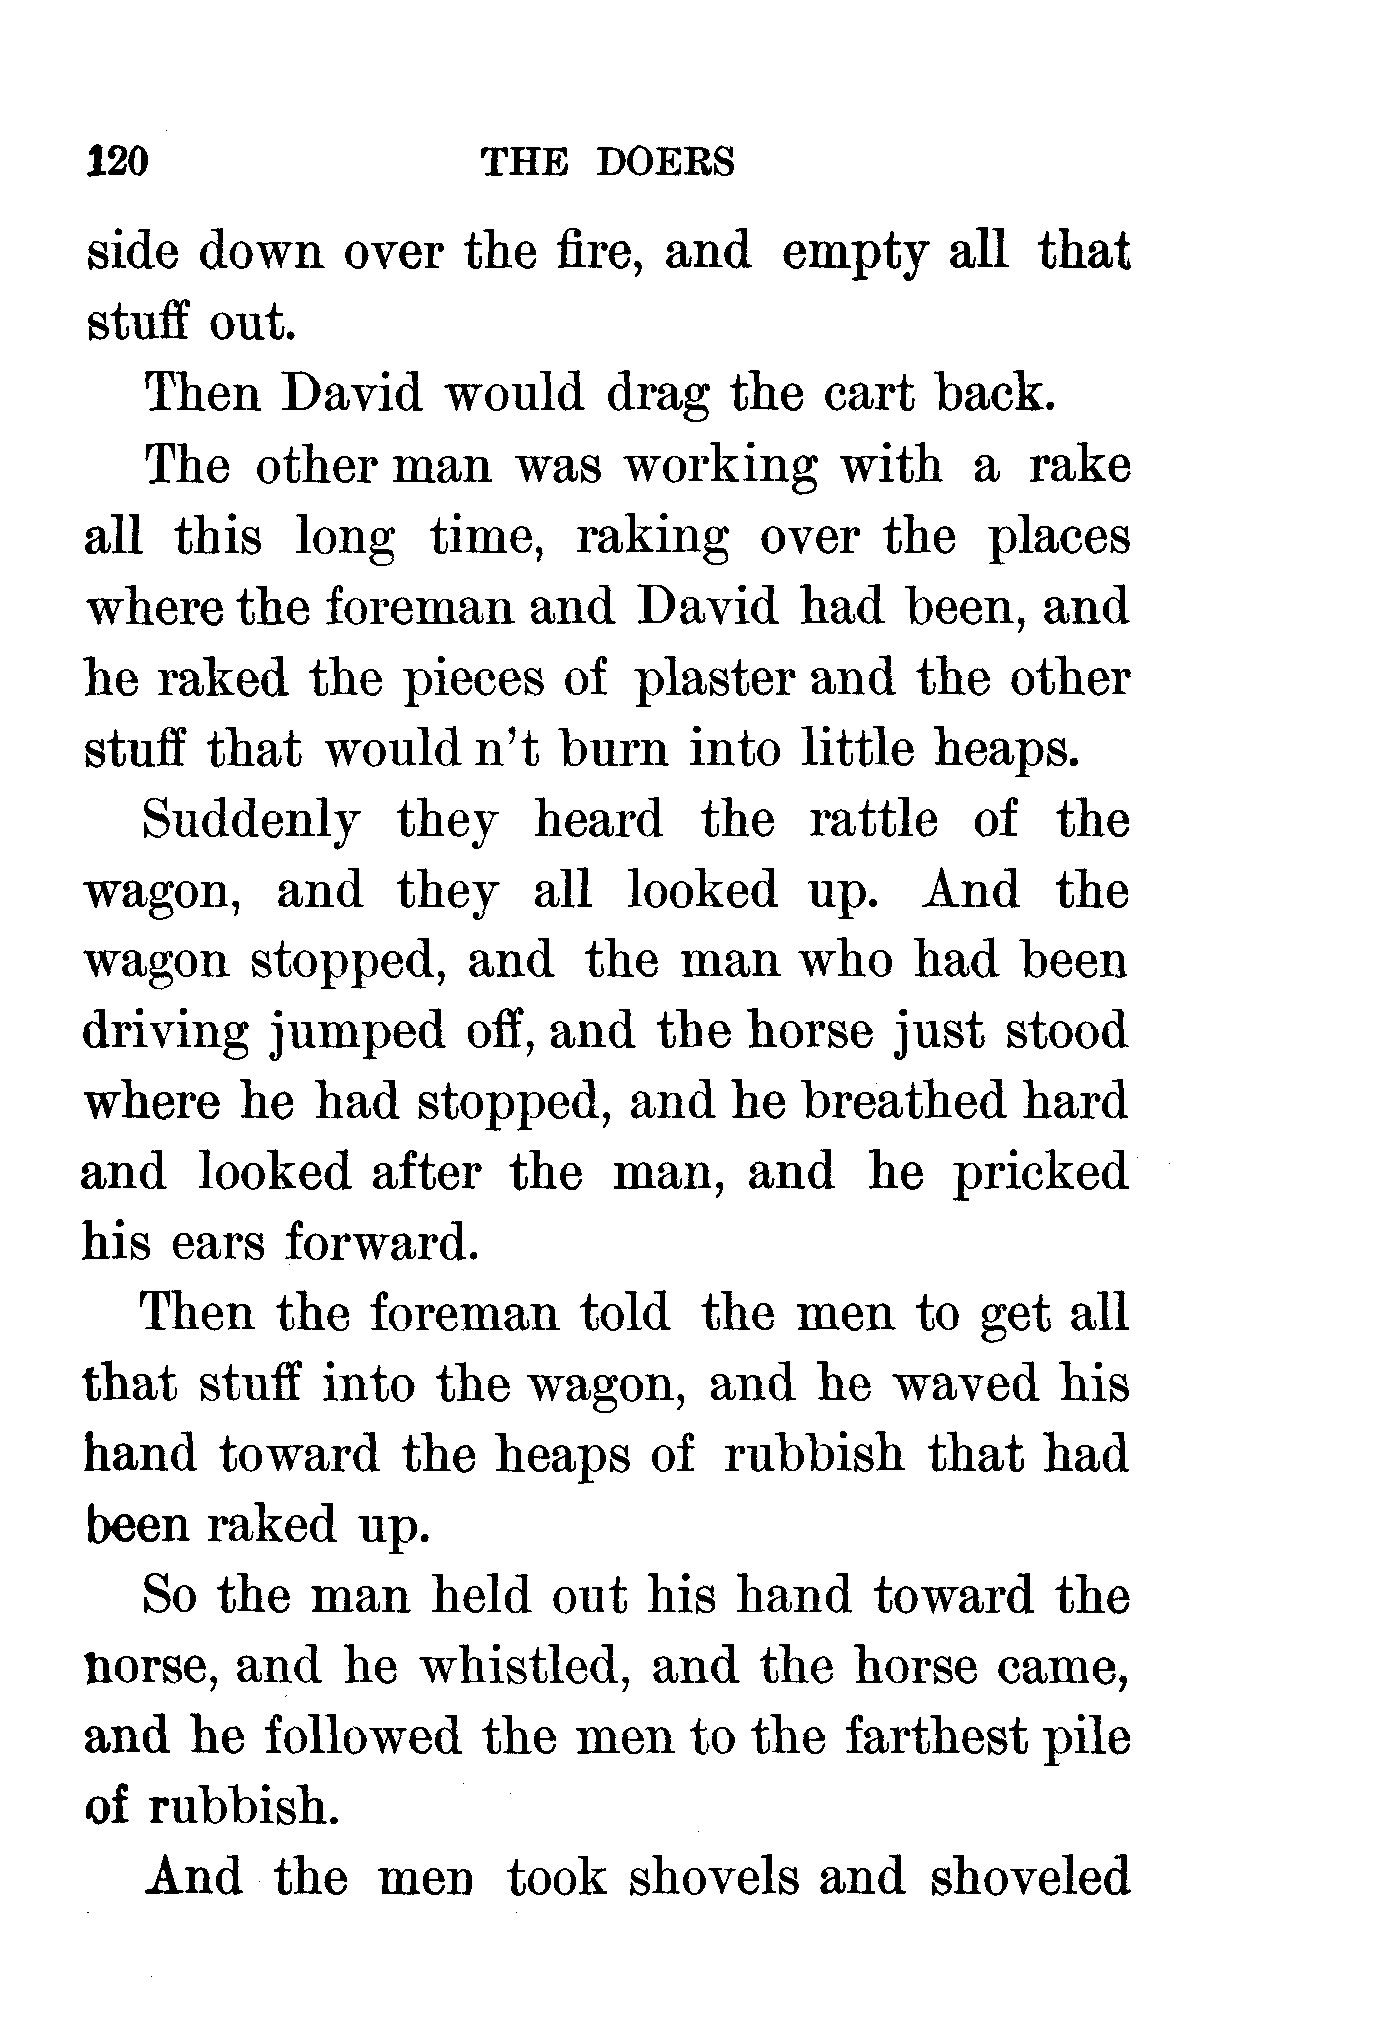 120 THE DOERS
side down over the fire, and empty all that
stuff out.
Then David would drag the cart back.
The other man was working with a rake
all this long time, raking over the places
where the foreman and David had been, and
he raked the pieces of plaster and the other
stuff that would n't burn into little heaps.
Suddenly they heard the rattle of the
wagon, and they all looked up. And the
wagon stopped, and the man who had been
driving jumped off, and the horse just stood
where he had stopped, and he breathed hard
and looked after the man, and he pricked
his ears forward.
Then the foreman told the men to get all
that stuff into the wagon, and he waved his
hand toward the heaps of rubbish that had
been raked up.
So the man held out his hand toward the
horse, and he whistled, and the horse came,
and he followed the men to the farthest pile
of rubbish.
And the men took shovels and shoveled